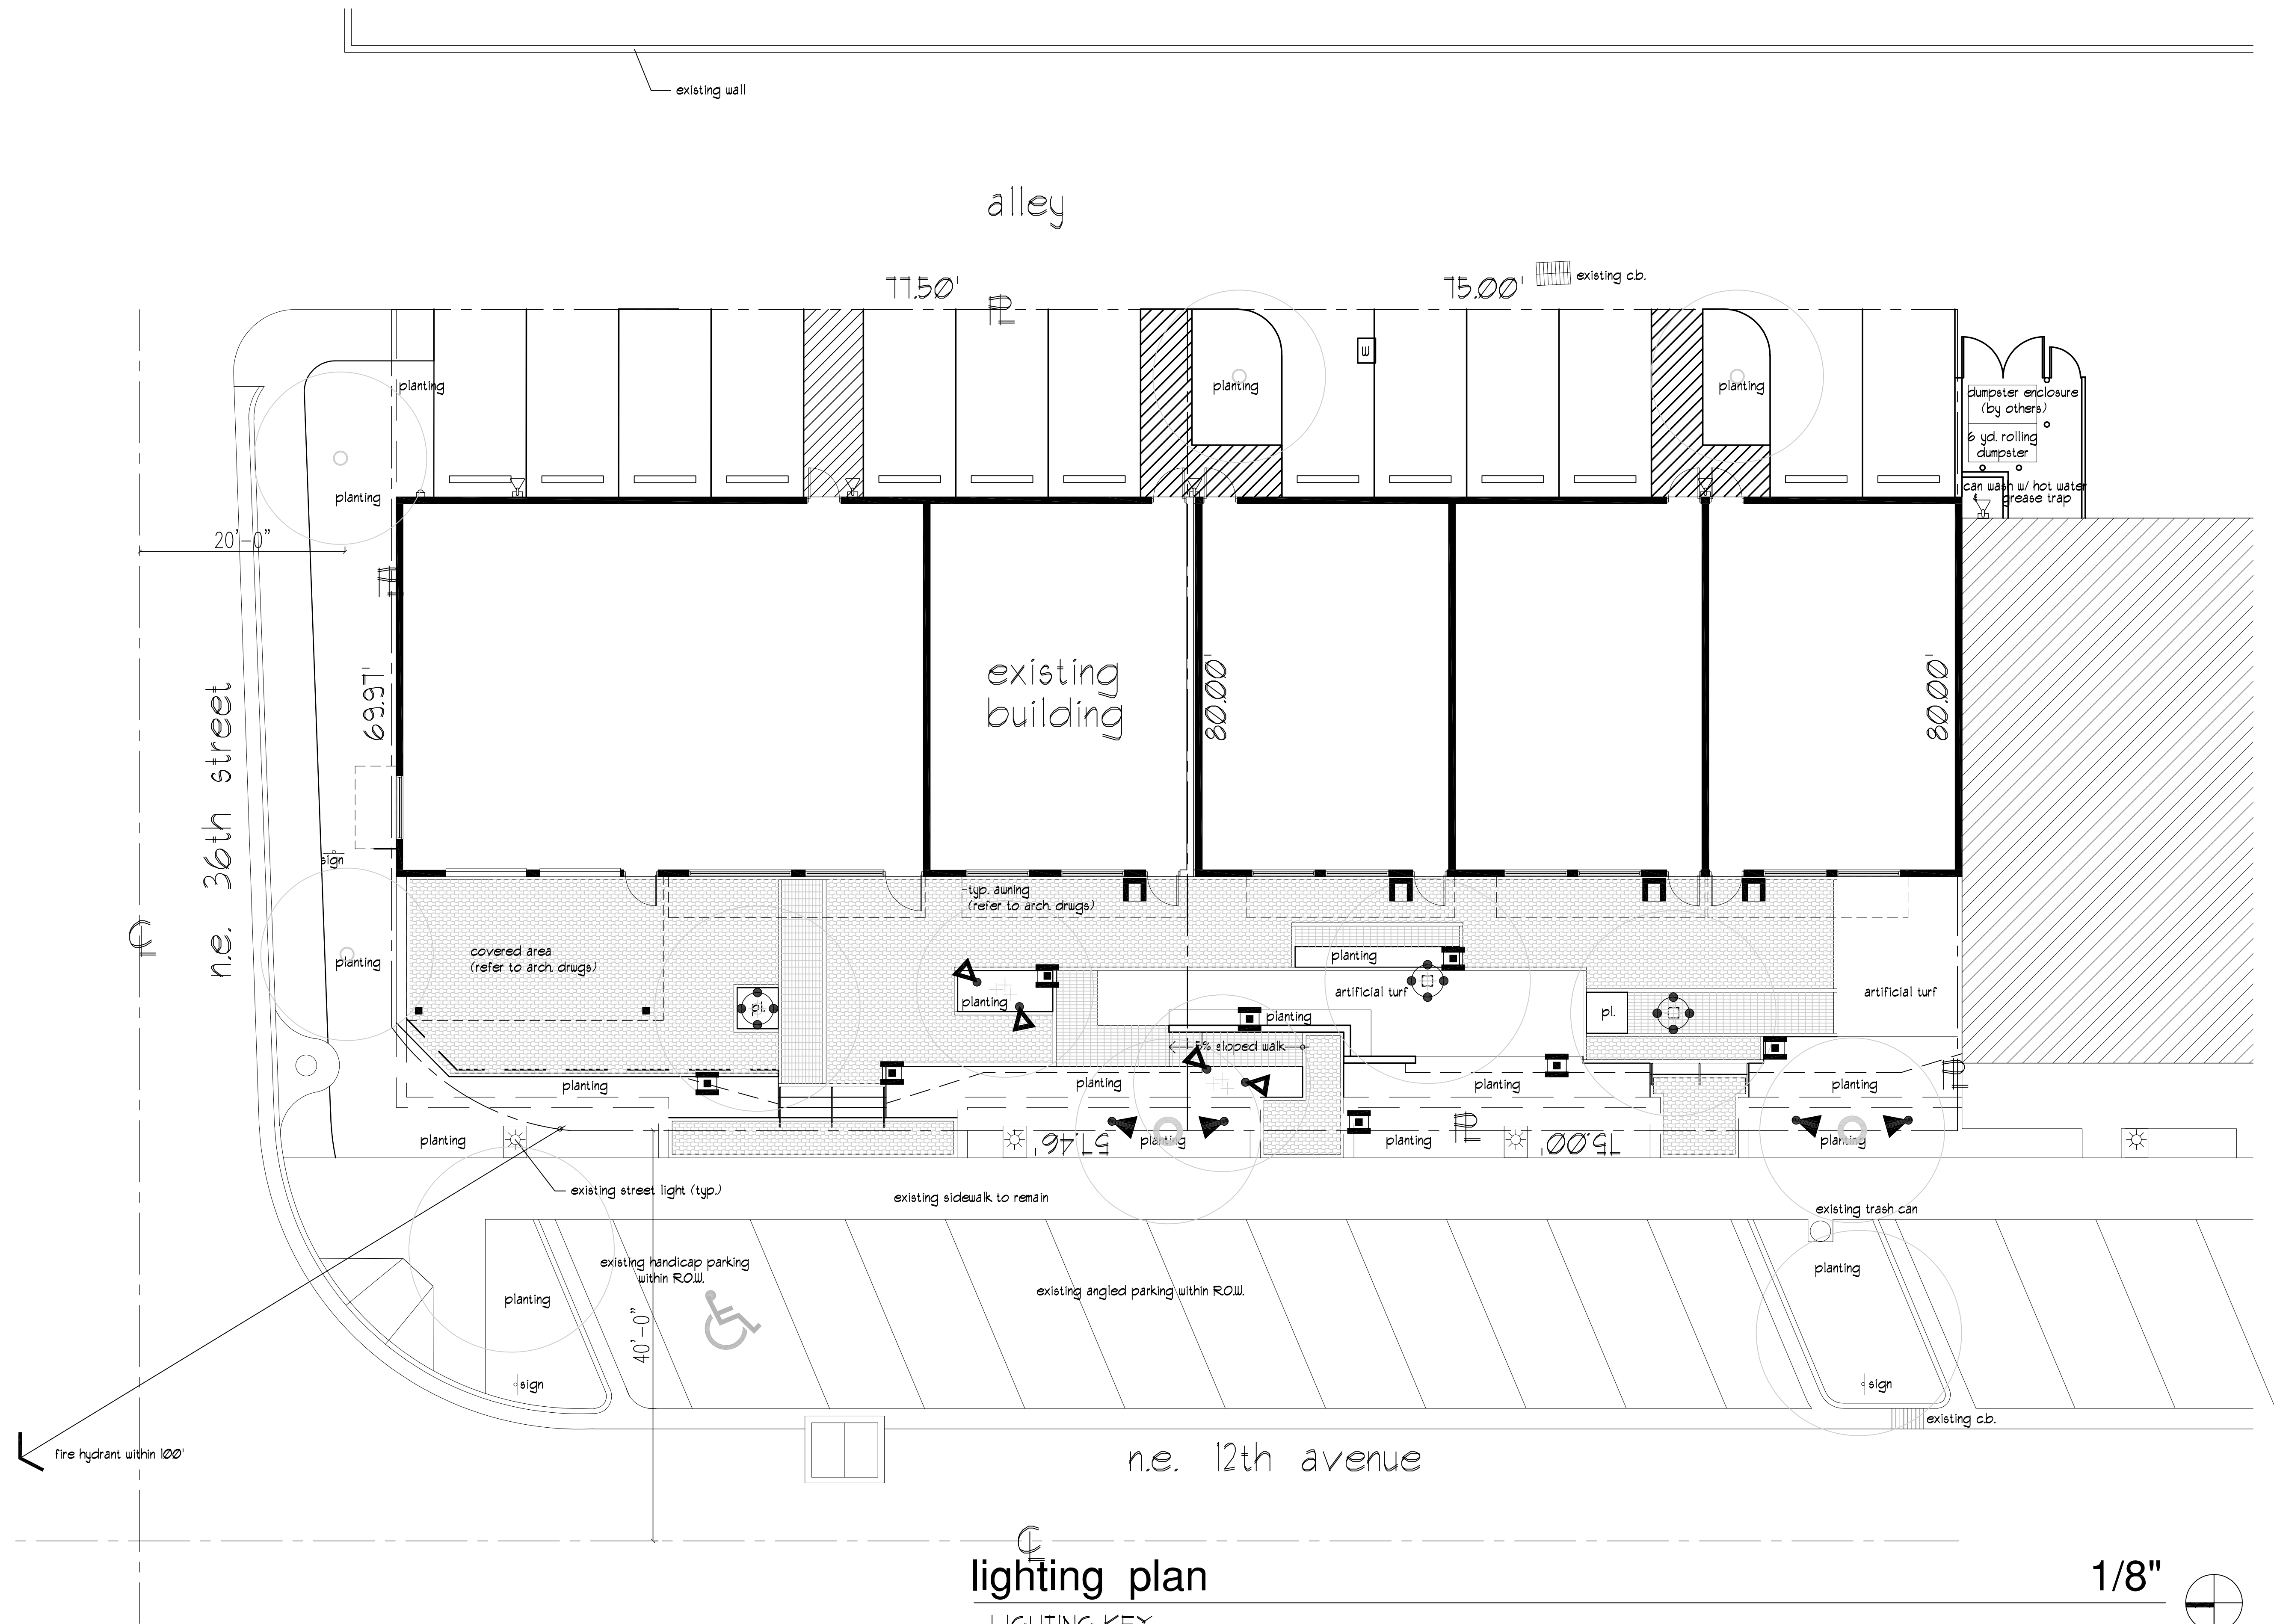 existing wall
alley
77.50'
75.00'
existing c.b.
planting
planting
planting
dumpster enclosure
(by others)
6 yd. rolling
dumpster
can wash w/ hot water
grease trap
planting
20'-0"
w
n.e. 36th street
69.97'
existing
building
80.00'
80.00'
sign
typ. awning
(refer to arch. drwgs)
covered area
(refer to arch. drwgs)
planting
planting
artificial turf
artificial turf
planting
pl.
pl.
planting
5% sloped walk
planting
planting
planting
planting
planting
planting
planting
planting
57.46'
75.00'
existing street light (typ.)
existing sidewalk to remain
existing trash can
existing handicap parking
within R.O.W.
existing angled parking within R.O.W.
planting
planting
40'-0"
sign
sign
existing c.b.
fire hydrant within 100'
n.e. 12th avenue
lighting plan
1/8"
LIGHTING KEY